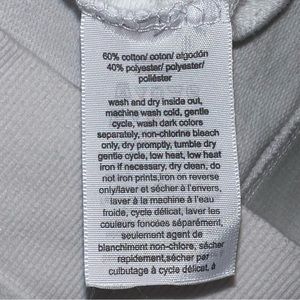 60% cotton/ coton/ algodón
40% polyester/ polyester/
poliéster
wash and dry inside out,
machine wash cold, gentle
cycle, wash dark colors
separately, non-chlorine bleach
only, dry promptly, tumble dry
gentle cycle, low heat, low heat
iron if necessary, dry clean, do
not iron prints,iron on reverse
only/laver et sécher à l'envers,
laver à la machine à l'eau
froide, cycle délicat, laver les
couleurs foncées séparément,
seulement agent de
blanchiment non-chlore, sécher
rapidement,sécher par
culbutage à cycle délicat, à